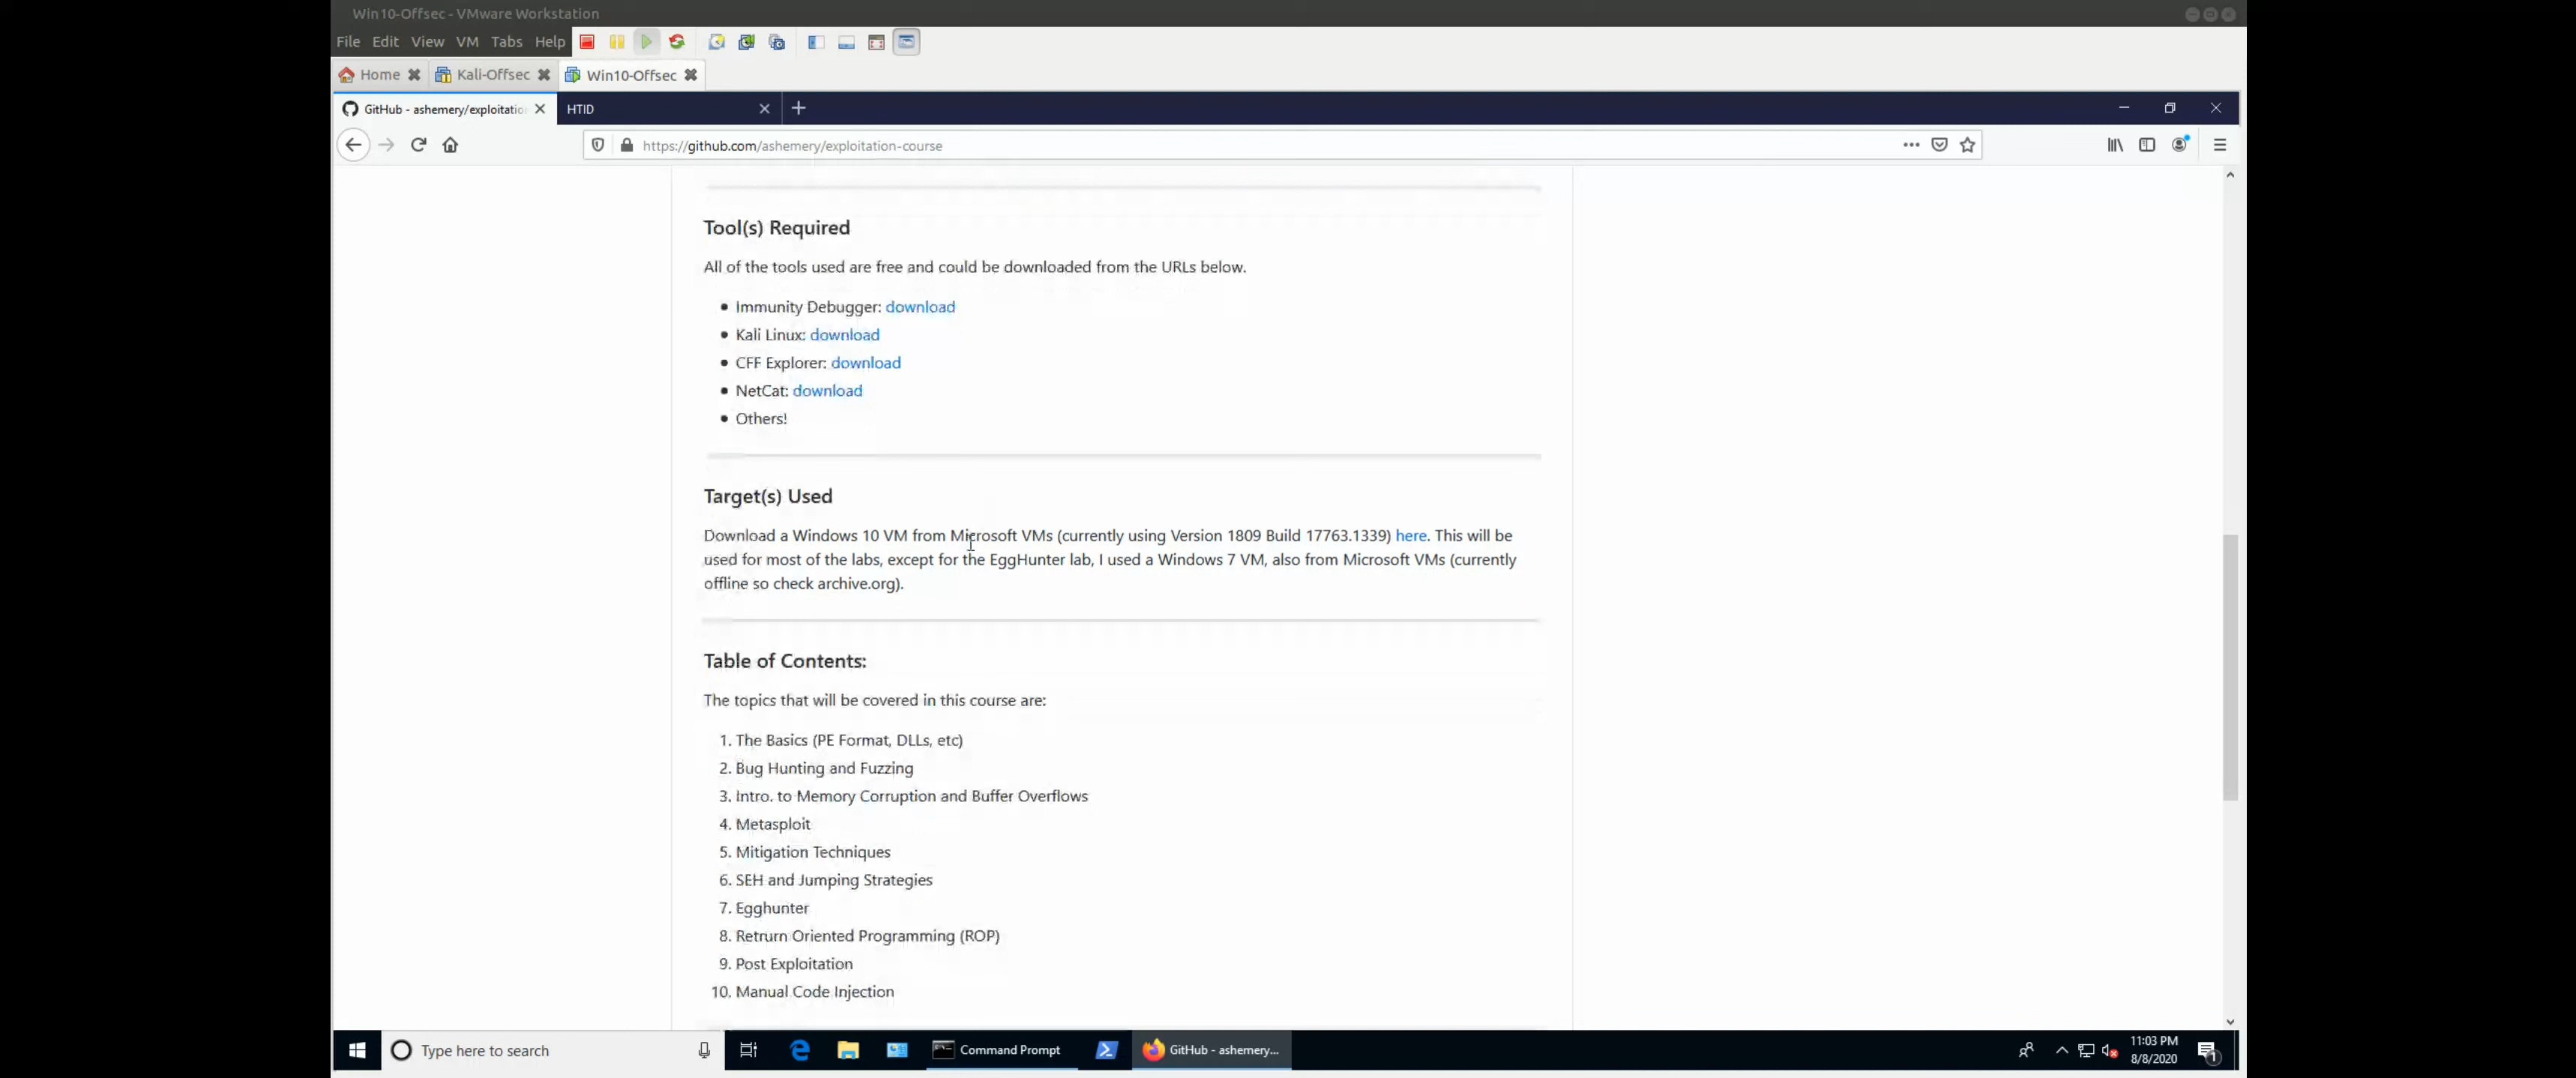 Win10-Offsec - VMware Workstation
File Edit View VM Tabs Help
Home Kali-Offsec Win10-Offsec
GitHub - ashemery/exploitatio HTID
https://github.com/ashemery/exploitation-course
Tool(s) Required
All of the tools used are free and could be downloaded from the URLs below.
Immunity Debugger: download
Kali Linux: download
CFF Explorer: download
NetCat: download
Others!
Target(s) Used
Download a Windows 10 VM from Microsoft VMs (currently using Version 1809 Build 17763.1339) here. This will be
used for most of the labs, except for the EggHunter lab, I used a Windows 7 VM, also from Microsoft VMs (currently
offline so check archive.org).
Table of Contents:
The topics that will be covered in this course are:
1. The Basics (PE Format, DLLs, etc)
2. Bug Hunting and Fuzzing
3. Intro. to Memory Corruption and Buffer Overflows
4. Metasploit
5. Mitigation Techniques
6. SEH and Jumping Strategies
7. Egghunter
8. Retrurn Oriented Programming (ROP)
9. Post Exploitation
10. Manual Code Injection
Type here to search Command Prompt GitHub - ashemery... 11:03 PM
8/8/2020 1